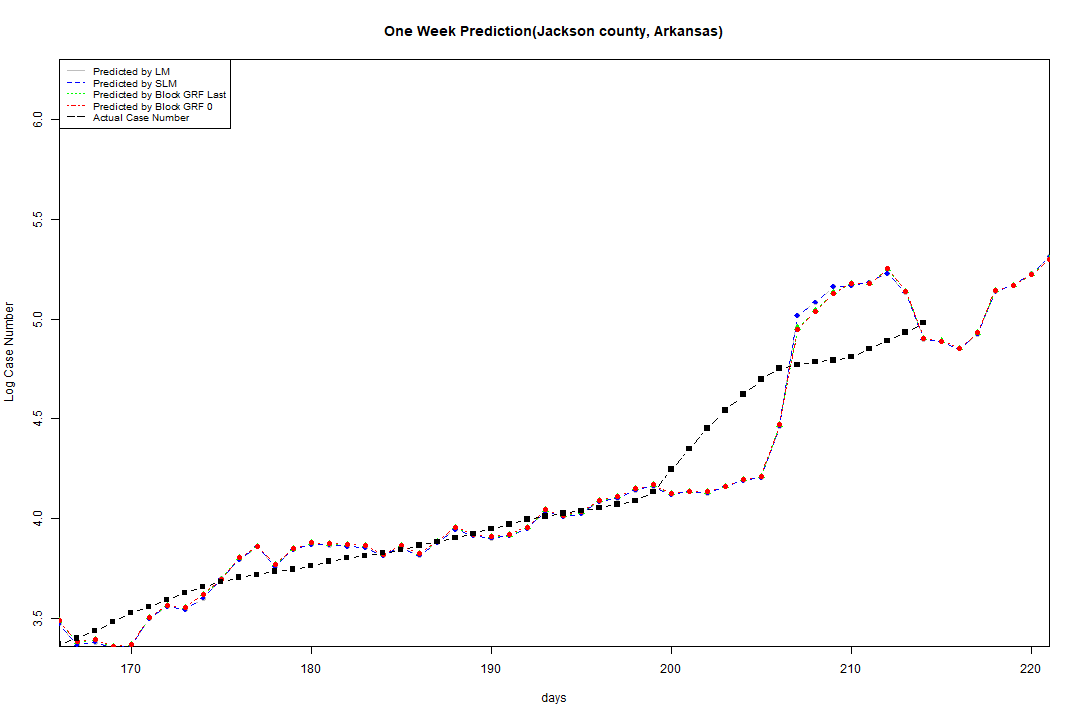 One Week Prediction(Jackson county, Arkansas)
Predicted by LM
Predicted by SLM
Predicted by Block GRF Last
Predicted by Block GRF 0
Actual Case Number
6.0
5.5
5.0
4.5
4.0
3.5
Log Case Number
170 180 190 200 210 220
days